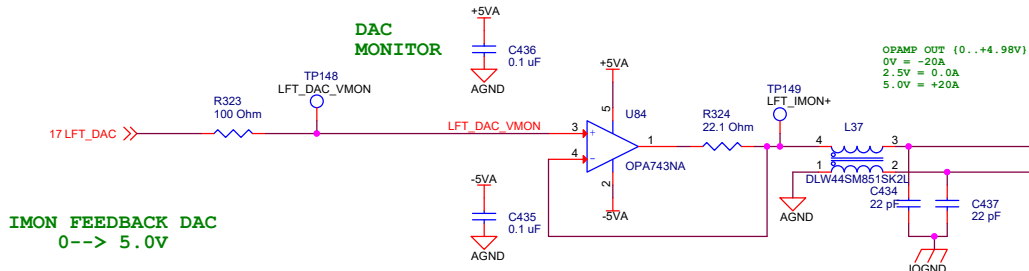 +5VA
DAC
MONITOR
C436
0.1 uF
AGND
OPAMP OUT {0..+4.98V}
0V = -20A
2.5V = 0.0A
5.0V = +20A
TP148
LFT_DAC_VMON
+5VA
TP149
LFT_IMON+
R323
100 Ohm
U84
R324
22.1 Ohm
L37
17 LFT_DAC
LFT_DAC_VMON
3
+
5
1
4
3
4
-
OPA743NA
2
-5VA
1
2
DLW44SM851SK2L
AGND
-5VA
C435
0.1 uF
AGND
C434
22 pF
C437
22 pF
IOGND
IMON FEEDBACK DAC
0--> 5.0V